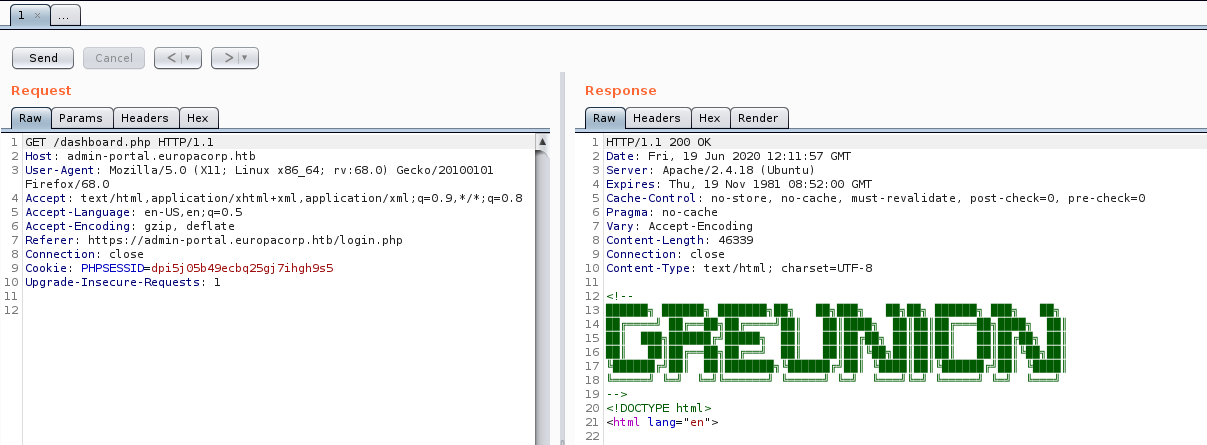 1 × ...
Send Cancel < ▼ > ▼
Request
Raw Params Headers Hex
1 GET /dashboard.php HTTP/1.1
2 Host: admin-portal.europacorp.htb
3 User-Agent: Mozilla/5.0 (X11; Linux x86_64; rv:68.0) Gecko/20100101
Firefox/68.0
4 Accept: text/html,application/xhtml+xml,application/xml;q=0.9,*/*;q=0.8
5 Accept-Language: en-US,en;q=0.5
6 Accept-Encoding: gzip, deflate
7 Referer: https://admin-portal.europacorp.htb/login.php
8 Connection: close
9 Cookie: PHPSESSID=dpi5j05b49ecbq25gj7ihgh9s5
10 Upgrade-Insecure-Requests: 1
11
12
Response
Raw Headers Hex Render
1 HTTP/1.1 200 OK
2 Date: Fri, 19 Jun 2020 12:11:57 GMT
3 Server: Apache/2.4.18 (Ubuntu)
4 Expires: Thu, 19 Nov 1981 08:52:00 GMT
5 Cache-Control: no-store, no-cache, must-revalidate, post-check=0, pre-check=0
6 Pragma: no-cache
7 Vary: Accept-Encoding
8 Content-Length: 46339
9 Connection: close
10 Content-Type: text/html; charset=UTF-8
11
12 <!--
13
14
15 GREUNION
16
17
18
19 -->
20 <!DOCTYPE html>
21 <html lang="en">
22